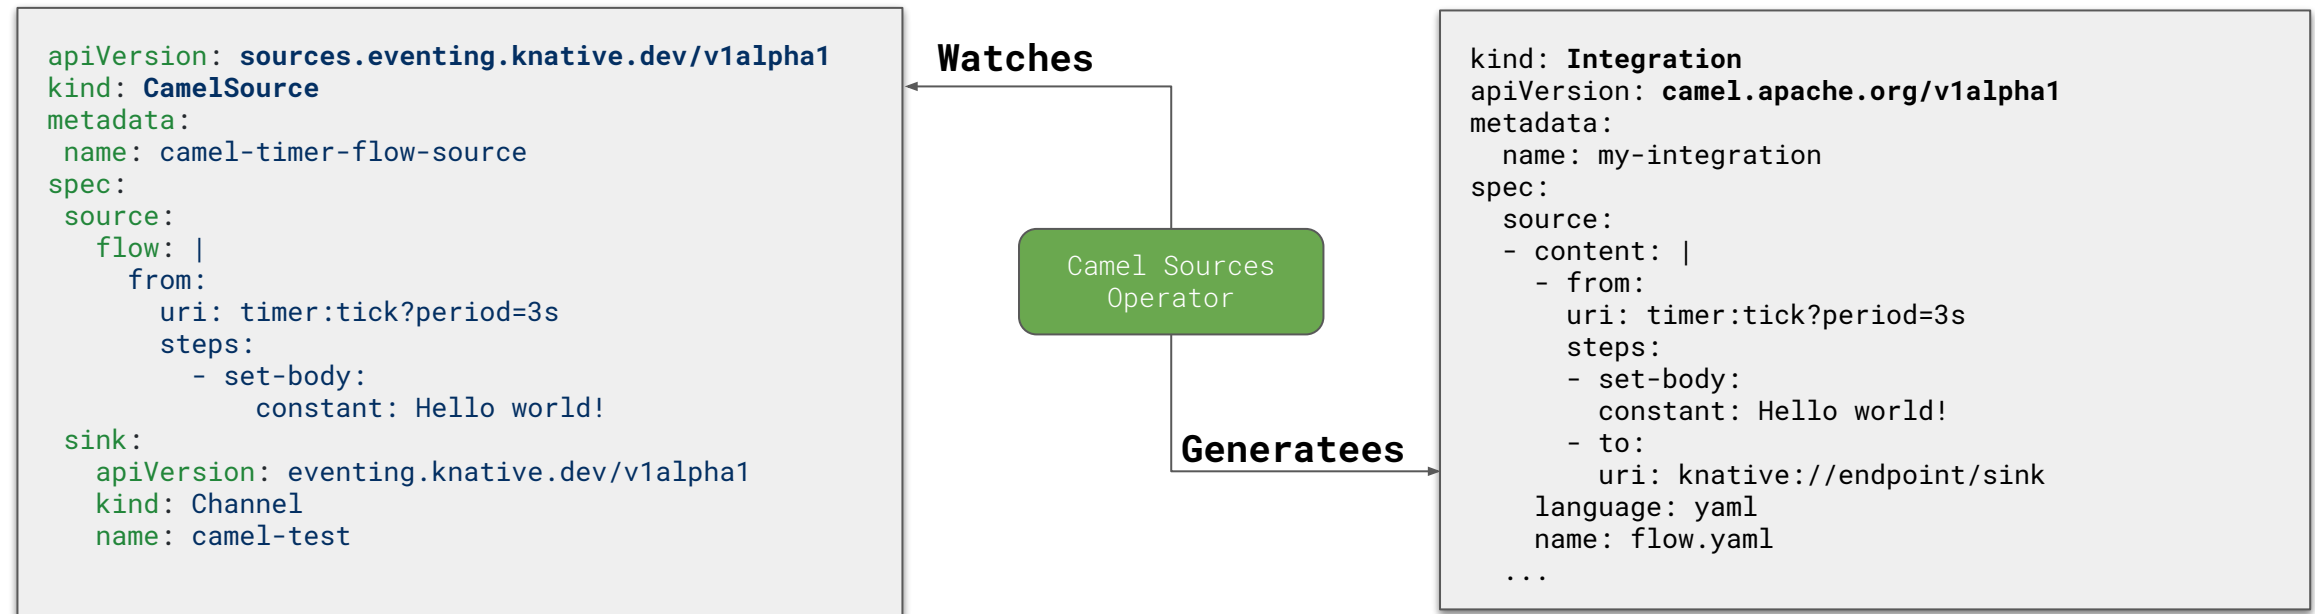 apiVersion: sources.eventing.knative.dev/v1alpha1
kind: CamelSource
metadata:
 name: camel-timer-flow-source
spec:
 source:
   flow: |
     from:
       uri: timer:tick?period=3s
       steps:
         - set-body:
             constant: Hello world!
 sink:
   apiVersion: eventing.knative.dev/v1alpha1
   kind: Channel
   name: camel-test
Watches
Camel Sources
Operator
Generatees
kind: Integration
apiVersion: camel.apache.org/v1alpha1
metadata:
  name: my-integration
spec:
  source:
  - content: |
    - from:
      uri: timer:tick?period=3s
      steps:
      - set-body:
        constant: Hello world!
      - to:
        uri: knative://endpoint/sink
    language: yaml
    name: flow.yaml
  ...